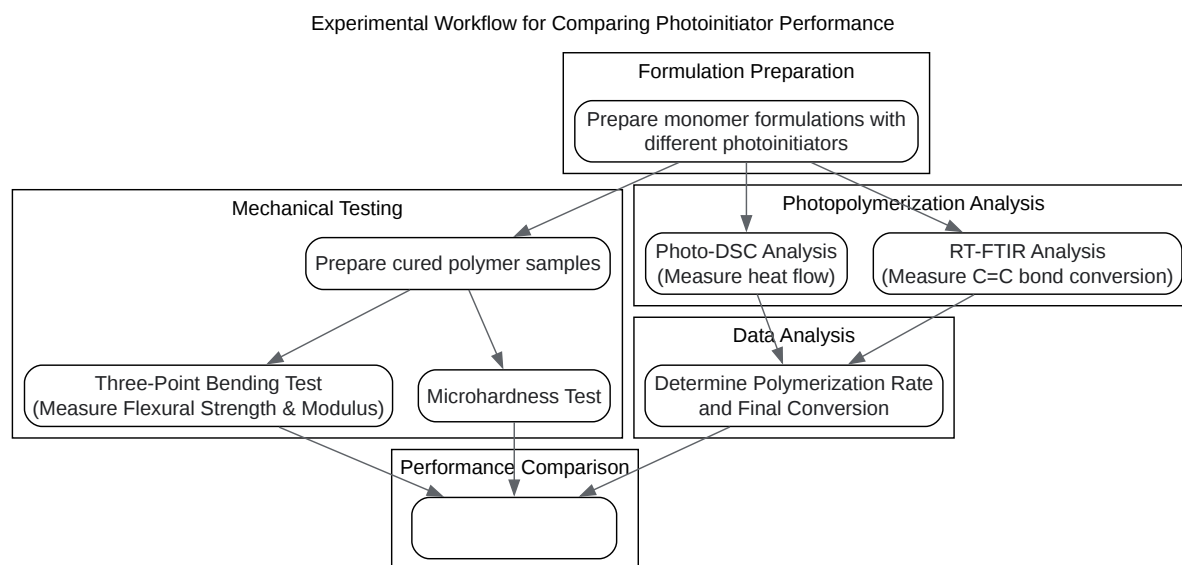 Experimental Workflow for Comparing Photoinitiator Performance
Formulation Preparation
Prepare monomer formulations with
different photoinitiators
Mechanical Testing
Prepare cured polymer samples
Three-Point Bending Test
(Measure Flexural Strength & Modulus)
Microhardness Test
Photopolymerization Analysis
Photo-DSC Analysis
(Measure heat flow)
RT-FTIR Analysis
(Measure C=C bond conversion)
Data Analysis
Determine Polymerization Rate
and Final Conversion
Performance Comparison